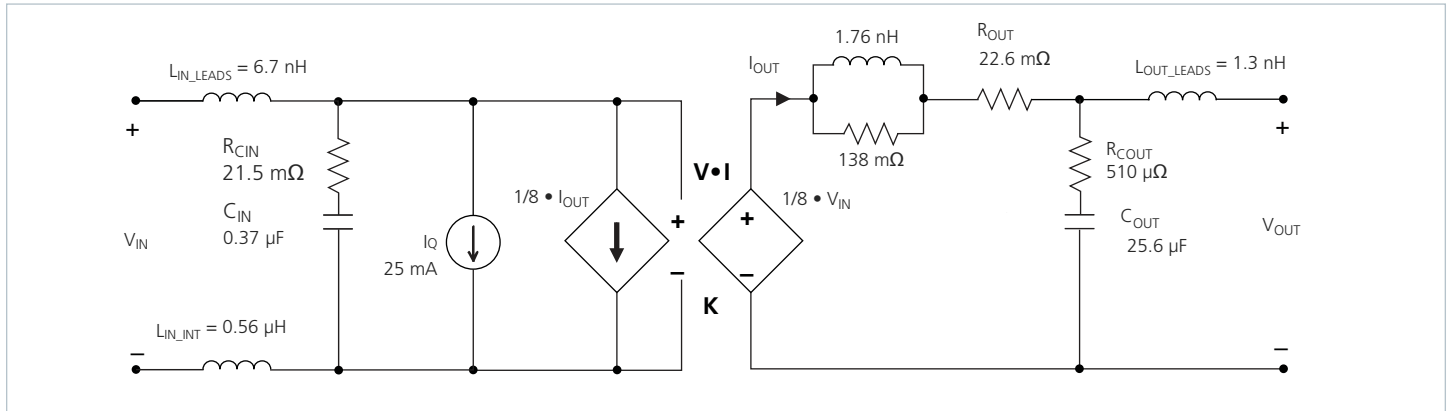 L_IN_LEADS = 6.7 nH
+
R_CIN
21.5 mΩ
C_IN
0.37 μF
V_IN
I_Q
25 mA
1/8 • I_OUT
L_IN_INT = 0.56 μH
–
+
–
V•I
K
1/8 • V_IN
+
–
I_OUT
1.76 nH
138 mΩ
R_OUT
22.6 mΩ
L_OUT_LEADS = 1.3 nH
+
R_COUT
510 μΩ
C_OUT
25.6 μF
V_OUT
–